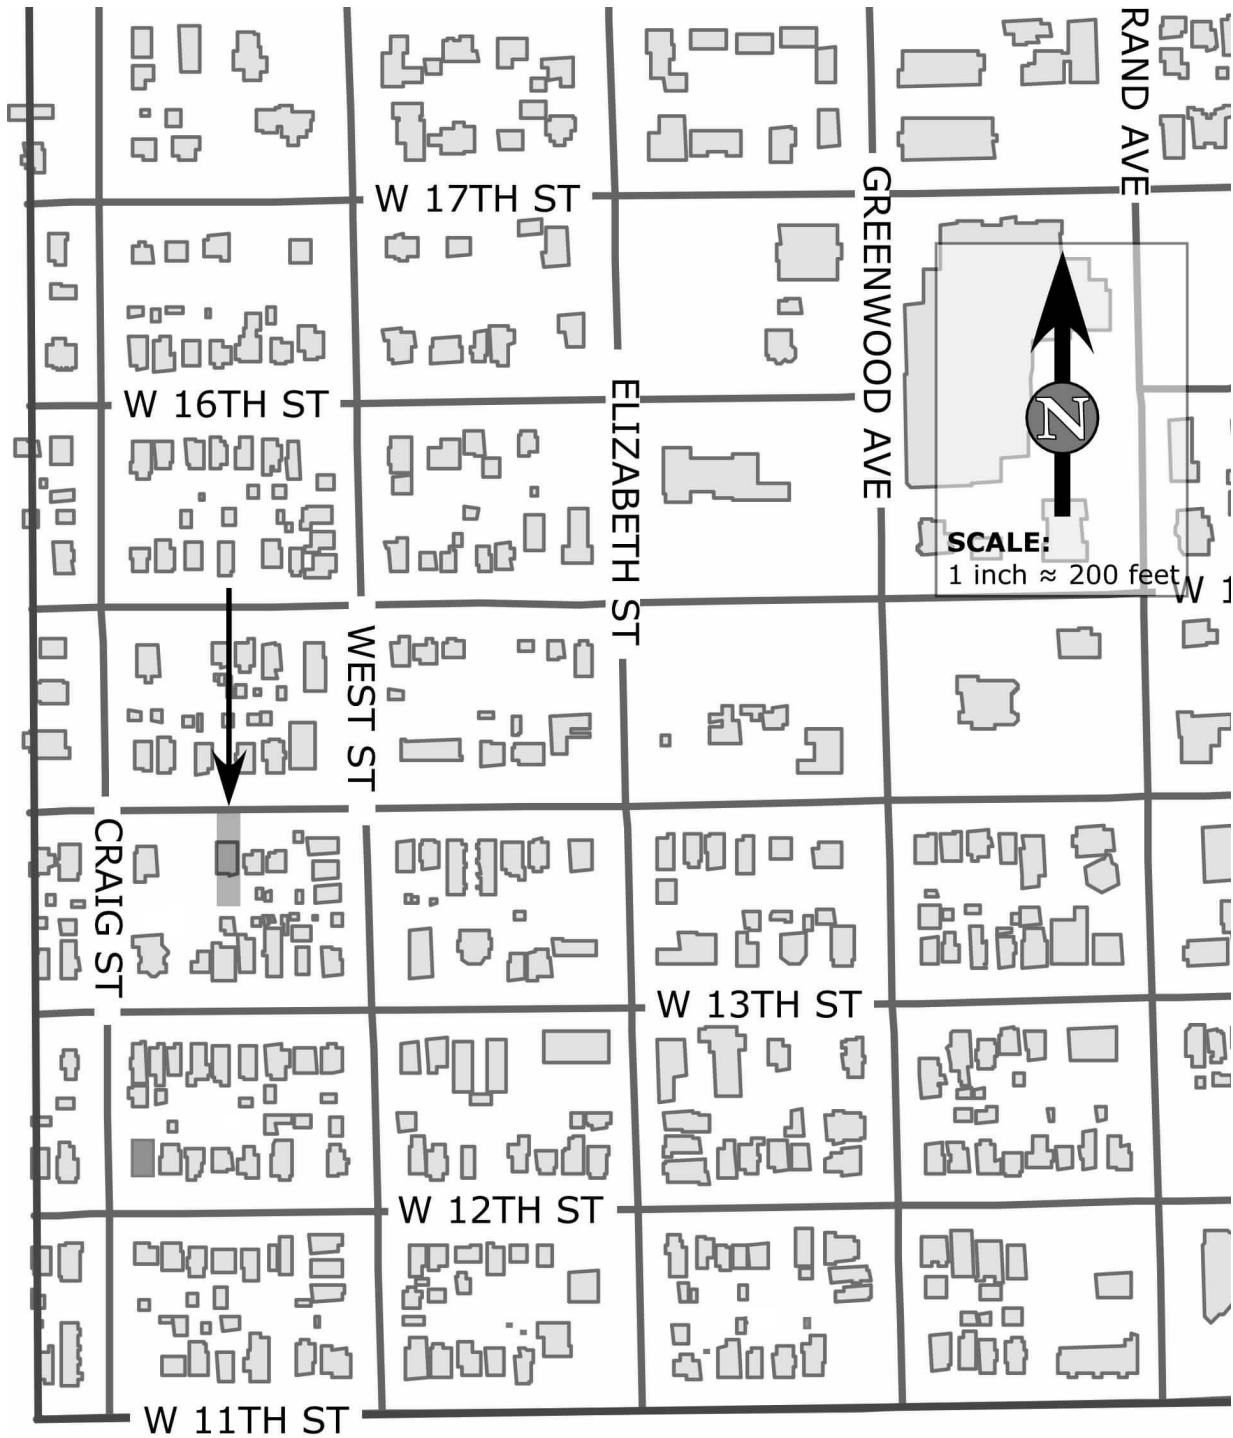 RAND AVE
W 17TH ST
GREENWOOD AVE
W 16TH ST
ELIZABETH ST
N
SCALE:
1 inch ≈ 200 feet
W 1
WEST ST
CRAIG ST
W 13TH ST
W 12TH ST
W 11TH ST